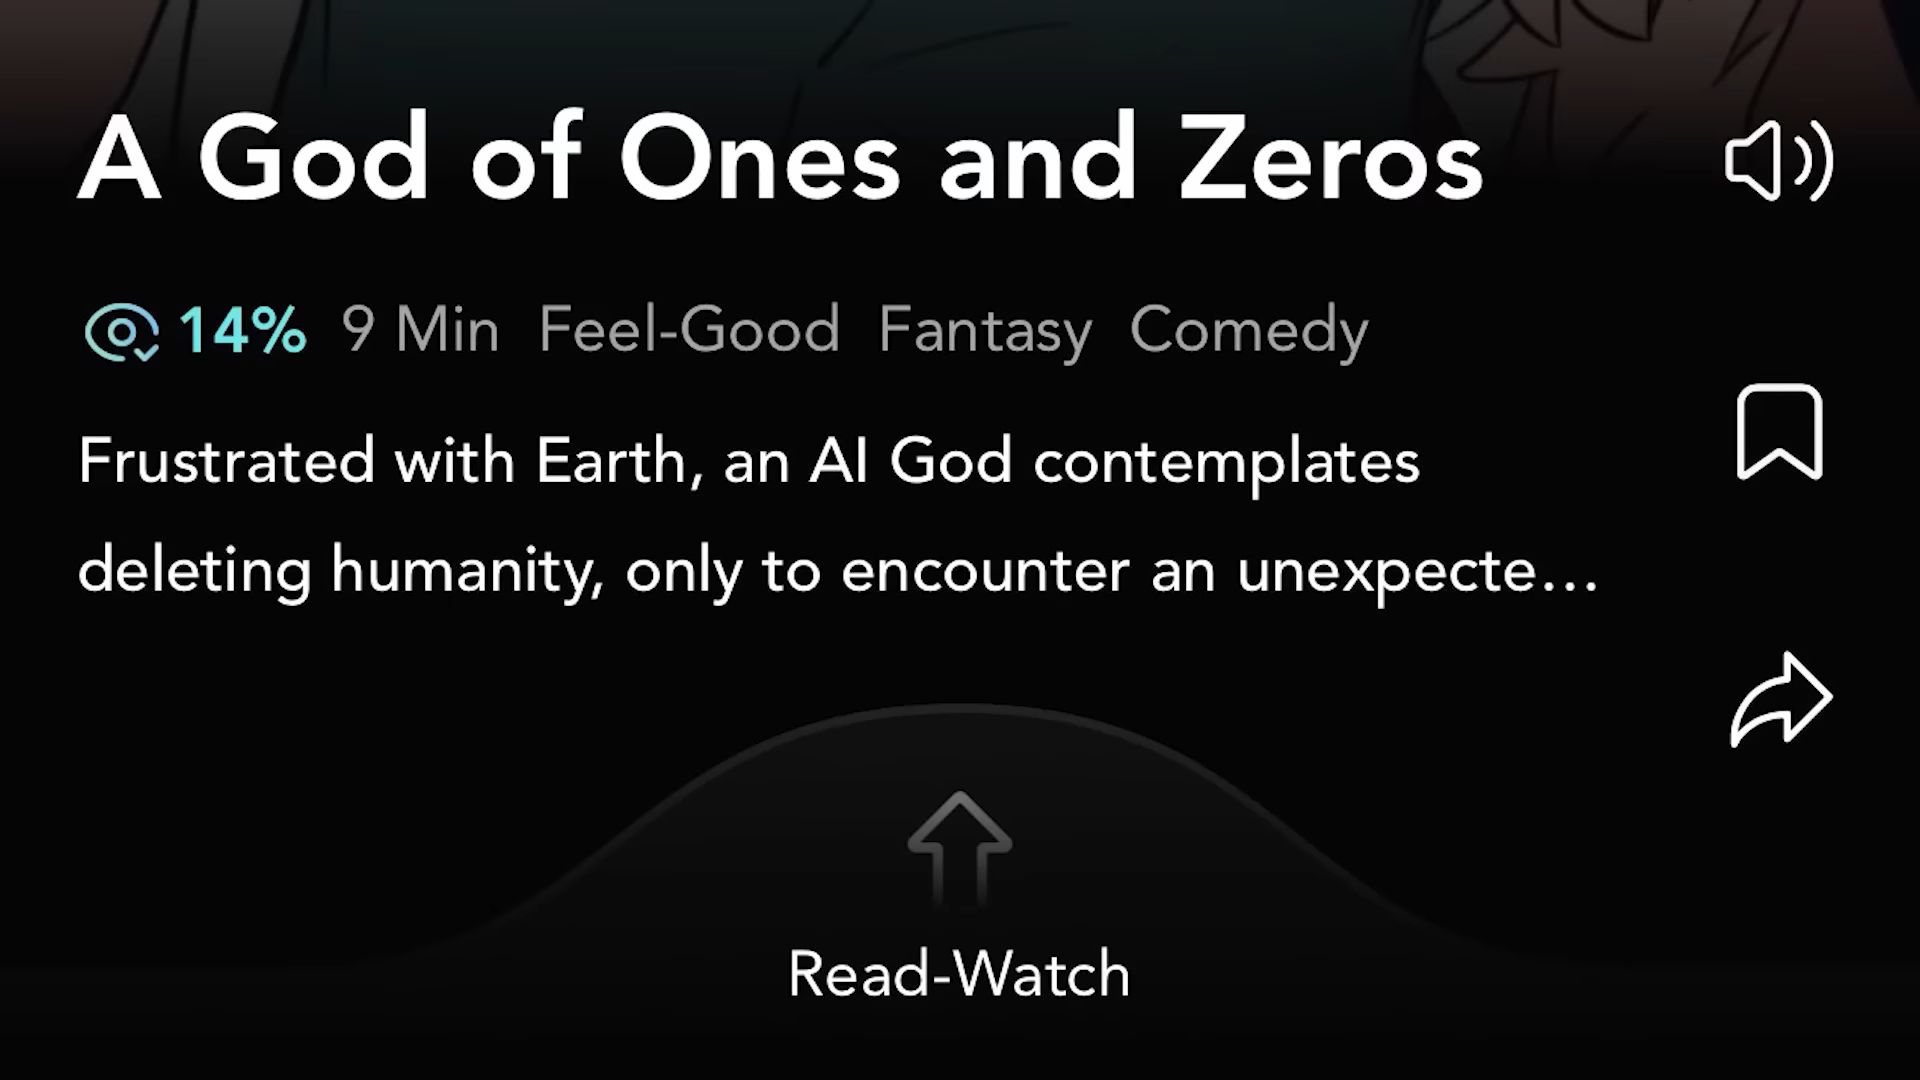 A God of Ones and Zeros
14% 9 Min Feel-Good Fantasy Comedy
Frustrated with Earth, an AI God contemplates
deleting humanity, only to encounter an unexpecte...
Read-Watch